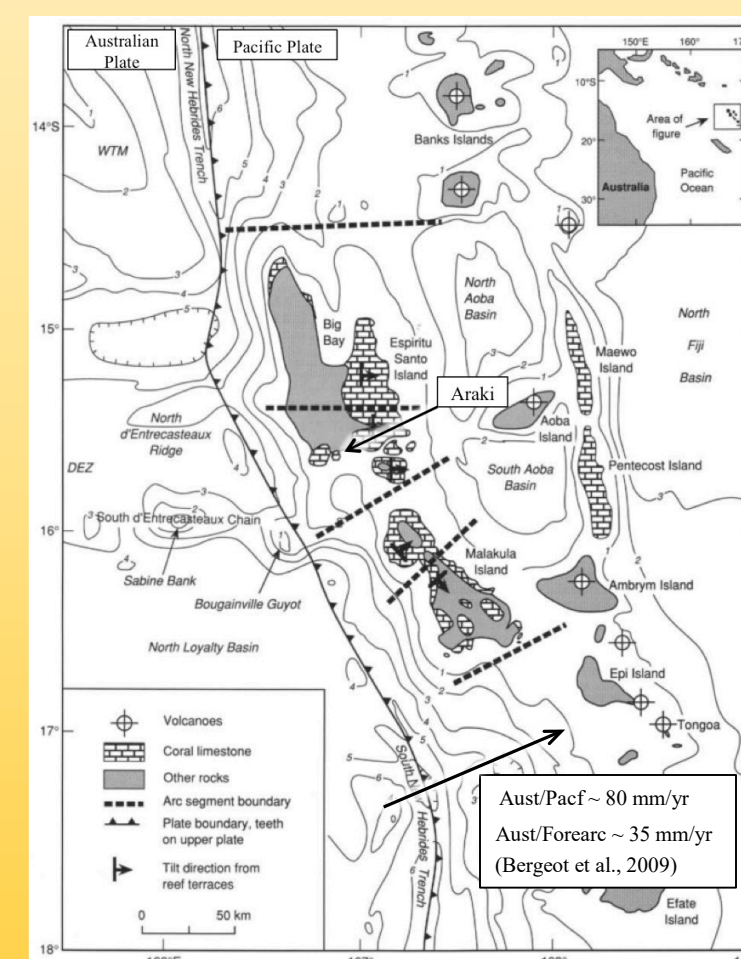 Australian
Plate
Pacific Plate
North New Hebrides Trench
WTM
14°S
15°
16°
17°
18°
Banks Islands
150°E
160°
10°S
20°
30°
Area of
figure
Pacific
Ocean
Australia
North
Aoba
Basin
Big
Bay
Espiritu
Santo
Island
Maewo
Island
North
Fiji
Basin
Araki
Aoba
Island
North
d'Entrecasteaux
Ridge
DEZ
South Aoba
Basin
Pentecost Island
South d'Entrecasteaux Chain
Sabine Bank
Bougainville Guyot
Malakula
Island
Ambrym Island
North Loyalty Basin
Epi Island
Tongoa
Volcanoes
Coral limestone
Other rocks
Arc segment boundary
Plate boundary, teeth
on upper plate
Tilt direction from
reef terraces
0 50 km
Hebrides Trench
Aust/Pacf ~ 80 mm/yr
Aust/Forearc ~ 35 mm/yr
(Bergeot et al., 2009)
Efate
Island